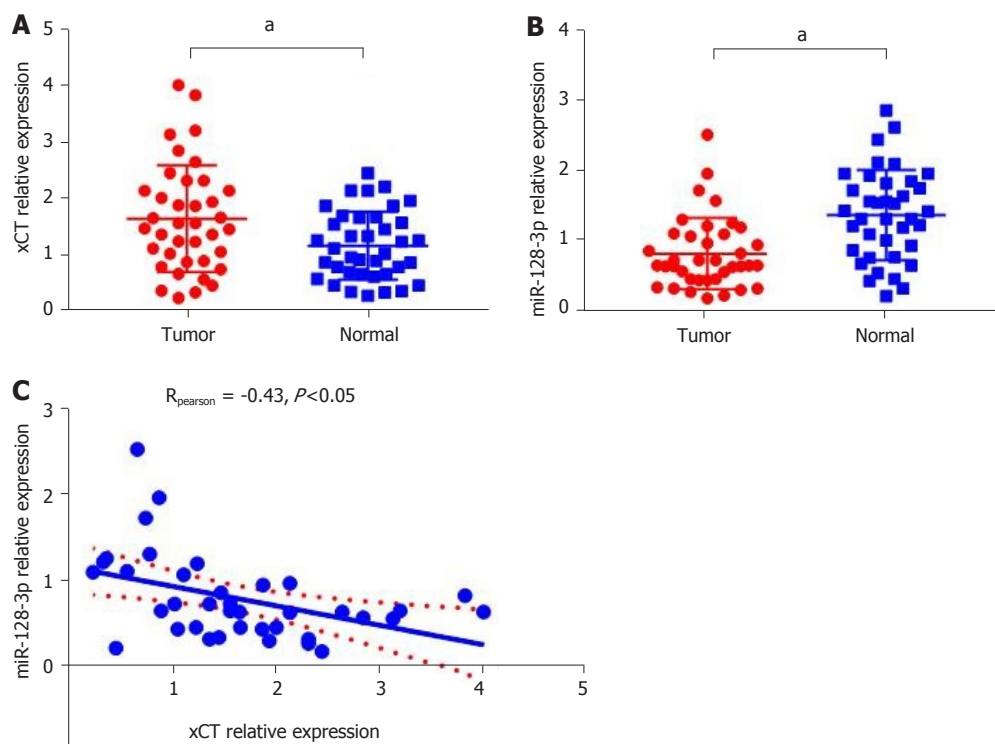 A
a
xCT relative expression
5
4
3
2
1
0
Tumor
Normal
B
a
miR-128-3p relative expression
4
3
2
1
0
Tumor
Normal
C
Rpearson = -0.43, P<0.05
miR-128-3p relative expression
3
2
1
0
1
2
3
4
5
xCT relative expression